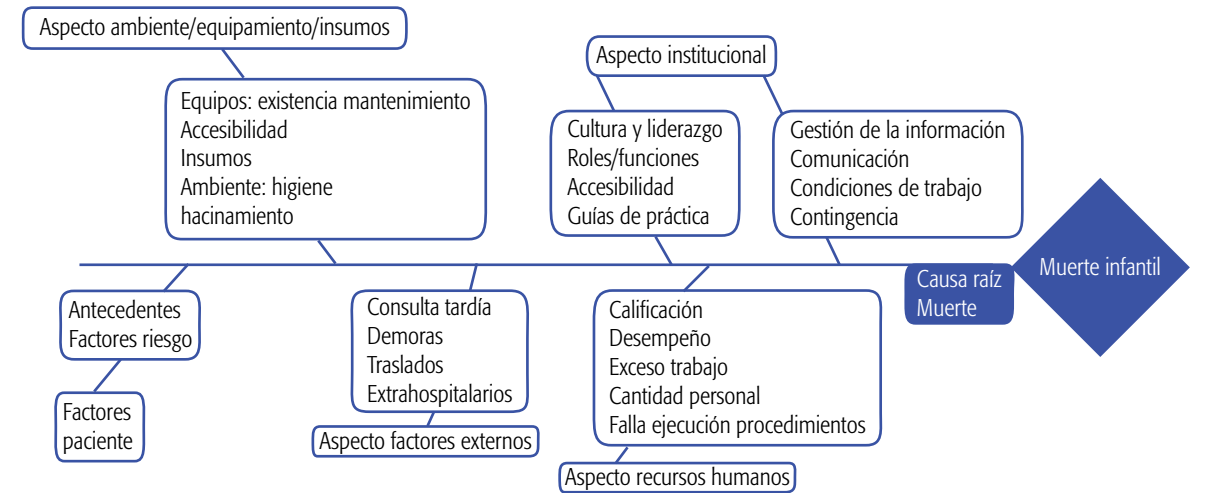 Aspecto ambiente/equipamiento/insumos
Equipos: existencia mantenimiento
Accesibilidad
Insumos
Ambiente: higiene
hacinamiento
Aspecto institucional
Cultura y liderazgo
Roles/funciones
Accesibilidad
Guías de práctica
Gestión de la información
Comunicación
Condiciones de trabajo
Contingencia
Muerte infantil
Causa raíz
Muerte
Antecedentes
Factores riesgo
Factores
paciente
Consulta tardía
Demoras
Traslados
Extrahospitalarios
Aspecto factores externos
Calificación
Desempeño
Exceso trabajo
Cantidad personal
Falla ejecución procedimientos
Aspecto recursos humanos